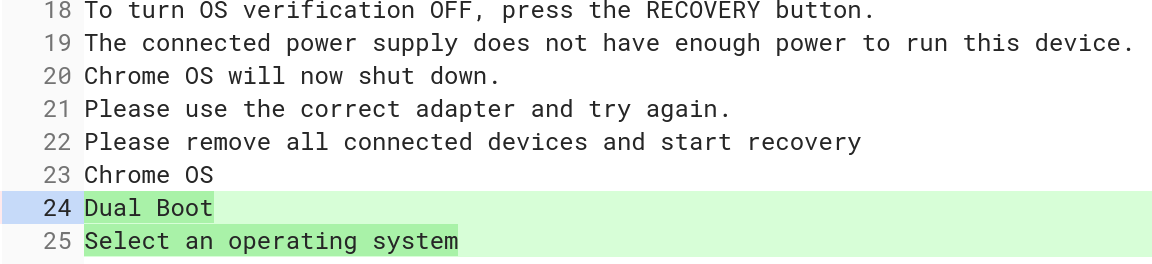 18 To turn OS verification OFF, press the RECOVERY button.
19 The connected power supply does not have enough power to run this device.
20 Chrome OS will now shut down.
21 Please use the correct adapter and try again.
22 Please remove all connected devices and start recovery
23 Chrome OS
24 Dual Boot
25 Select an operating system